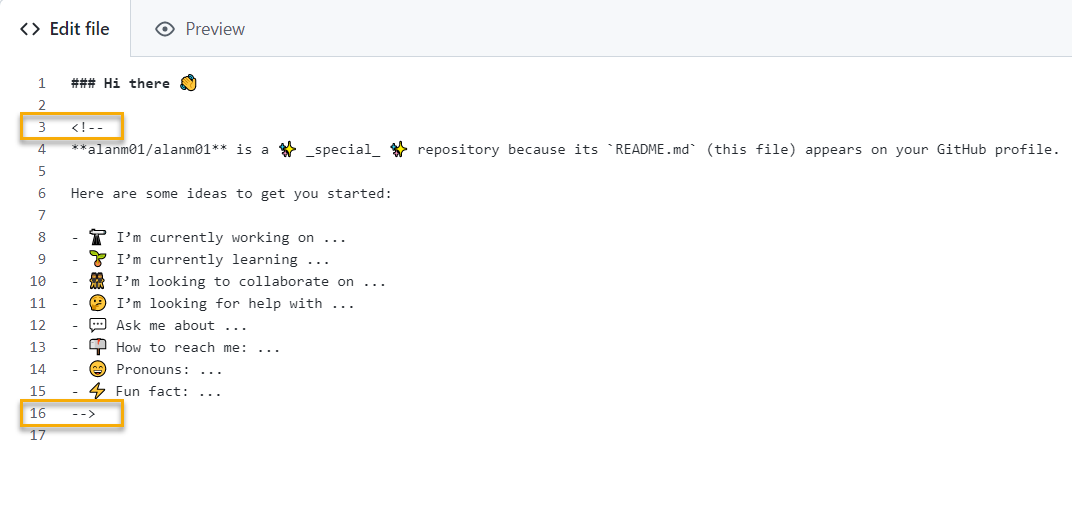 <> Edit file Preview
1 ### Hi there 👋
2
3 <!--
4 **alanm01/alanm01** is a ✨ _special_ ✨ repository because its `README.md` (this file) appears on your GitHub profile.
5
6 Here are some ideas to get you started:
7
8 - 🔭 I’m currently working on ...
9 - 🌱 I’m currently learning ...
10 - 👯 I’m looking to collaborate on ...
11 - 🤔 I’m looking for help with ...
12 - 💬 Ask me about ...
13 - 📫 How to reach me: ...
14 - 😄 Pronouns: ...
15 - ⚡ Fun fact: ...
16 -->
17